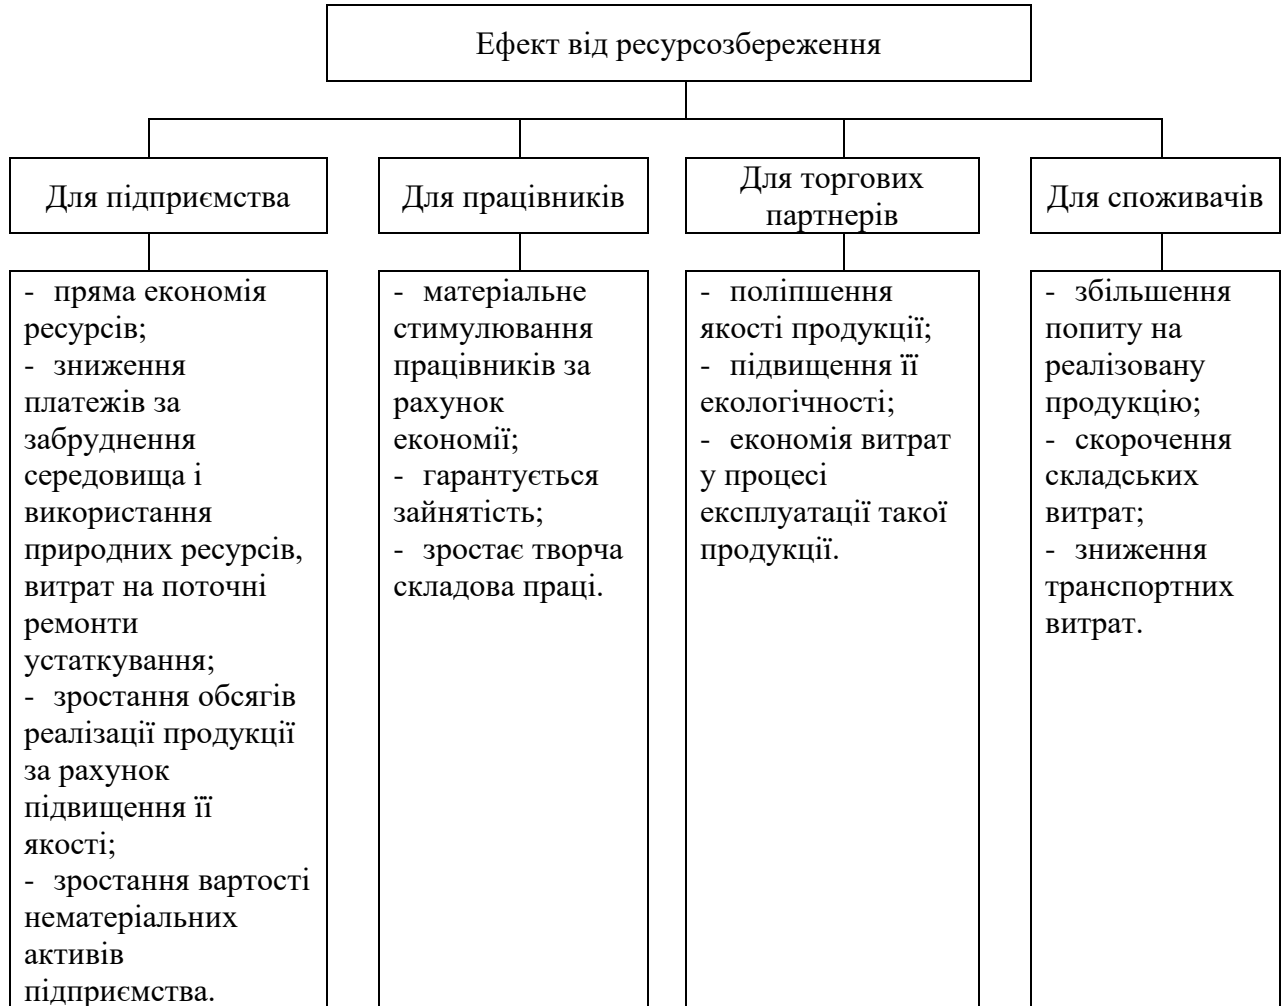 Ефект від ресурсозбереження
Для підприємства
Для працівників
Для торгових
партнерів
Для споживачів
- пряма економія
ресурсів;
- зниження
платежів за
забруднення
середовища і
використання
природних ресурсів,
витрат на поточні
ремонти
устаткування;
- зростання обсягів
реалізації продукції
за рахунок
підвищення її
якості;
- зростання вартості
нематеріальних
активів
підприємства.
- матеріальне
стимулювання
працівників за
рахунок
економії;
- гарантується
зайнятість;
- зростає творча
складова праці.
- поліпшення
якості продукції;
- підвищення її
екологічності;
- економія витрат
у процесі
експлуатації такої
продукції.
- збільшення
попиту на
реалізовану
продукцію;
- скорочення
складських
витрат;
- зниження
транспортних
витрат.